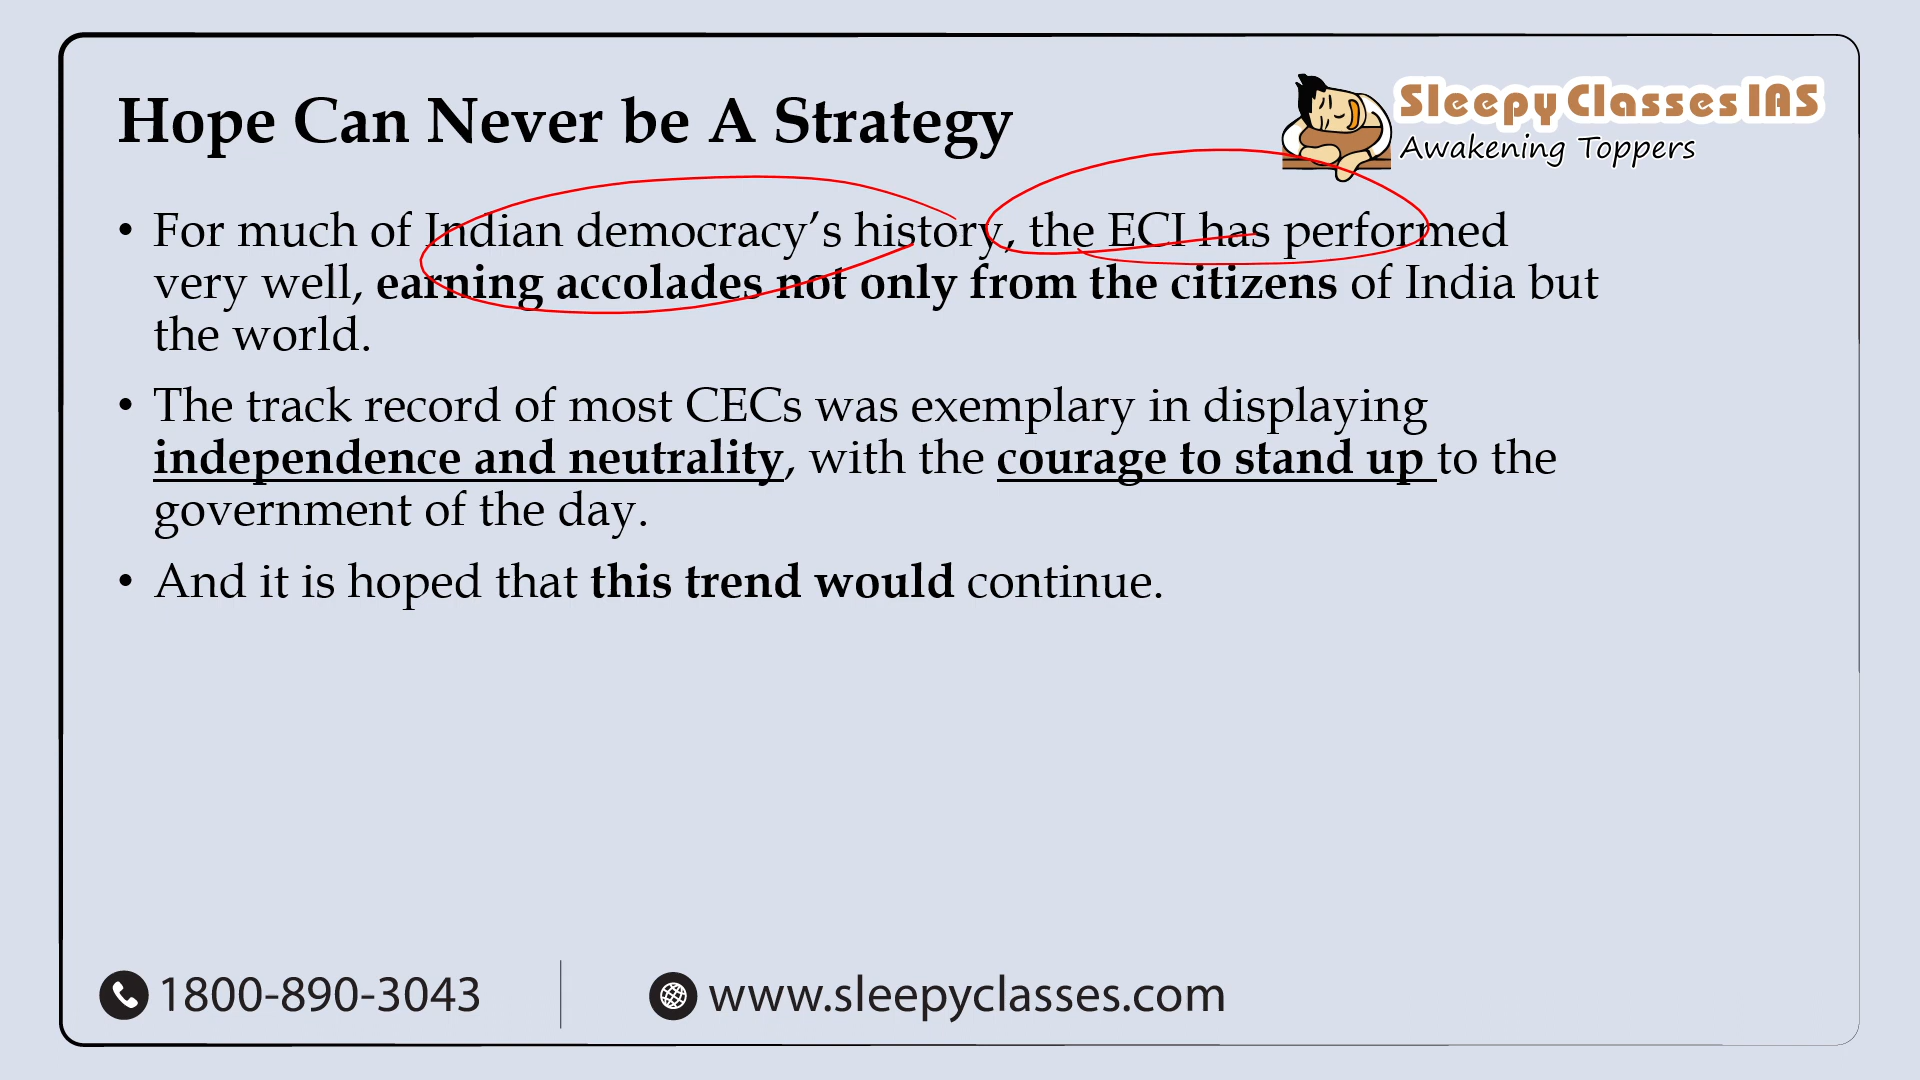 Hope Can Never be A Strategy
Sleepy Classes IAS
Awakening Toppers
• For much of Indian democracy’s history, the ECI has performed
very well, earning accolades not only from the citizens of India but
the world.
• The track record of most CECs was exemplary in displaying
independence and neutrality, with the courage to stand up to the
government of the day.
• And it is hoped that this trend would continue.
1800-890-3043
www.sleepyclasses.com